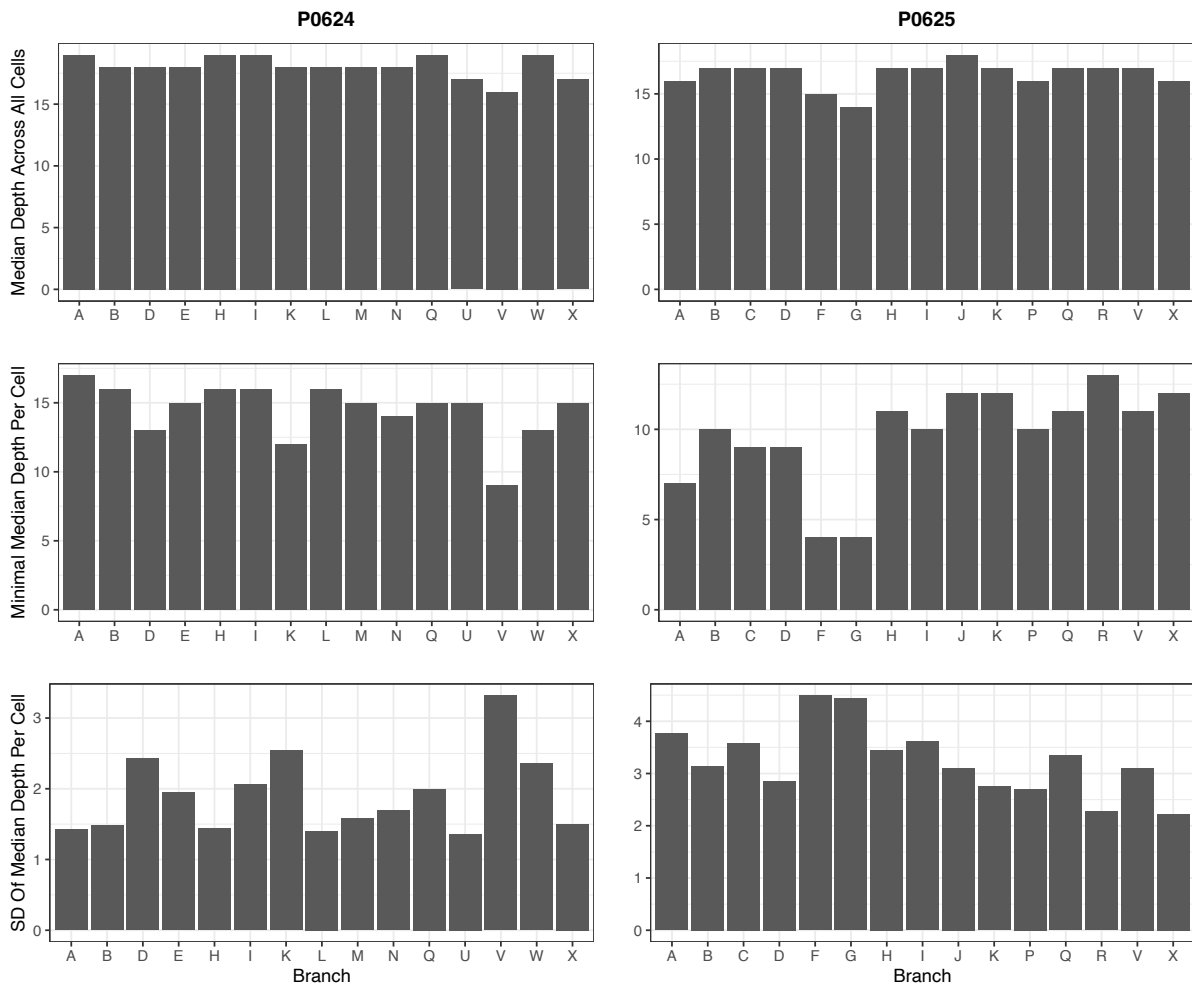 P0624
P0625
Median Depth Across All Cells
15
10
5
0
A B D E H I K L M N Q U V W X
15
10
5
0
A B C D F G H I J K P Q R V X
Minimal Median Depth Per Cell
15
10
5
0
A B D E H I K L M N Q U V W X
10
5
0
A B C D F G H I J K P Q R V X
SD Of Median Depth Per Cell
3
2
1
0
A B D E H I K L M N Q U V W X
Branch
4
3
2
1
0
A B C D F G H I J K P Q R V X
Branch